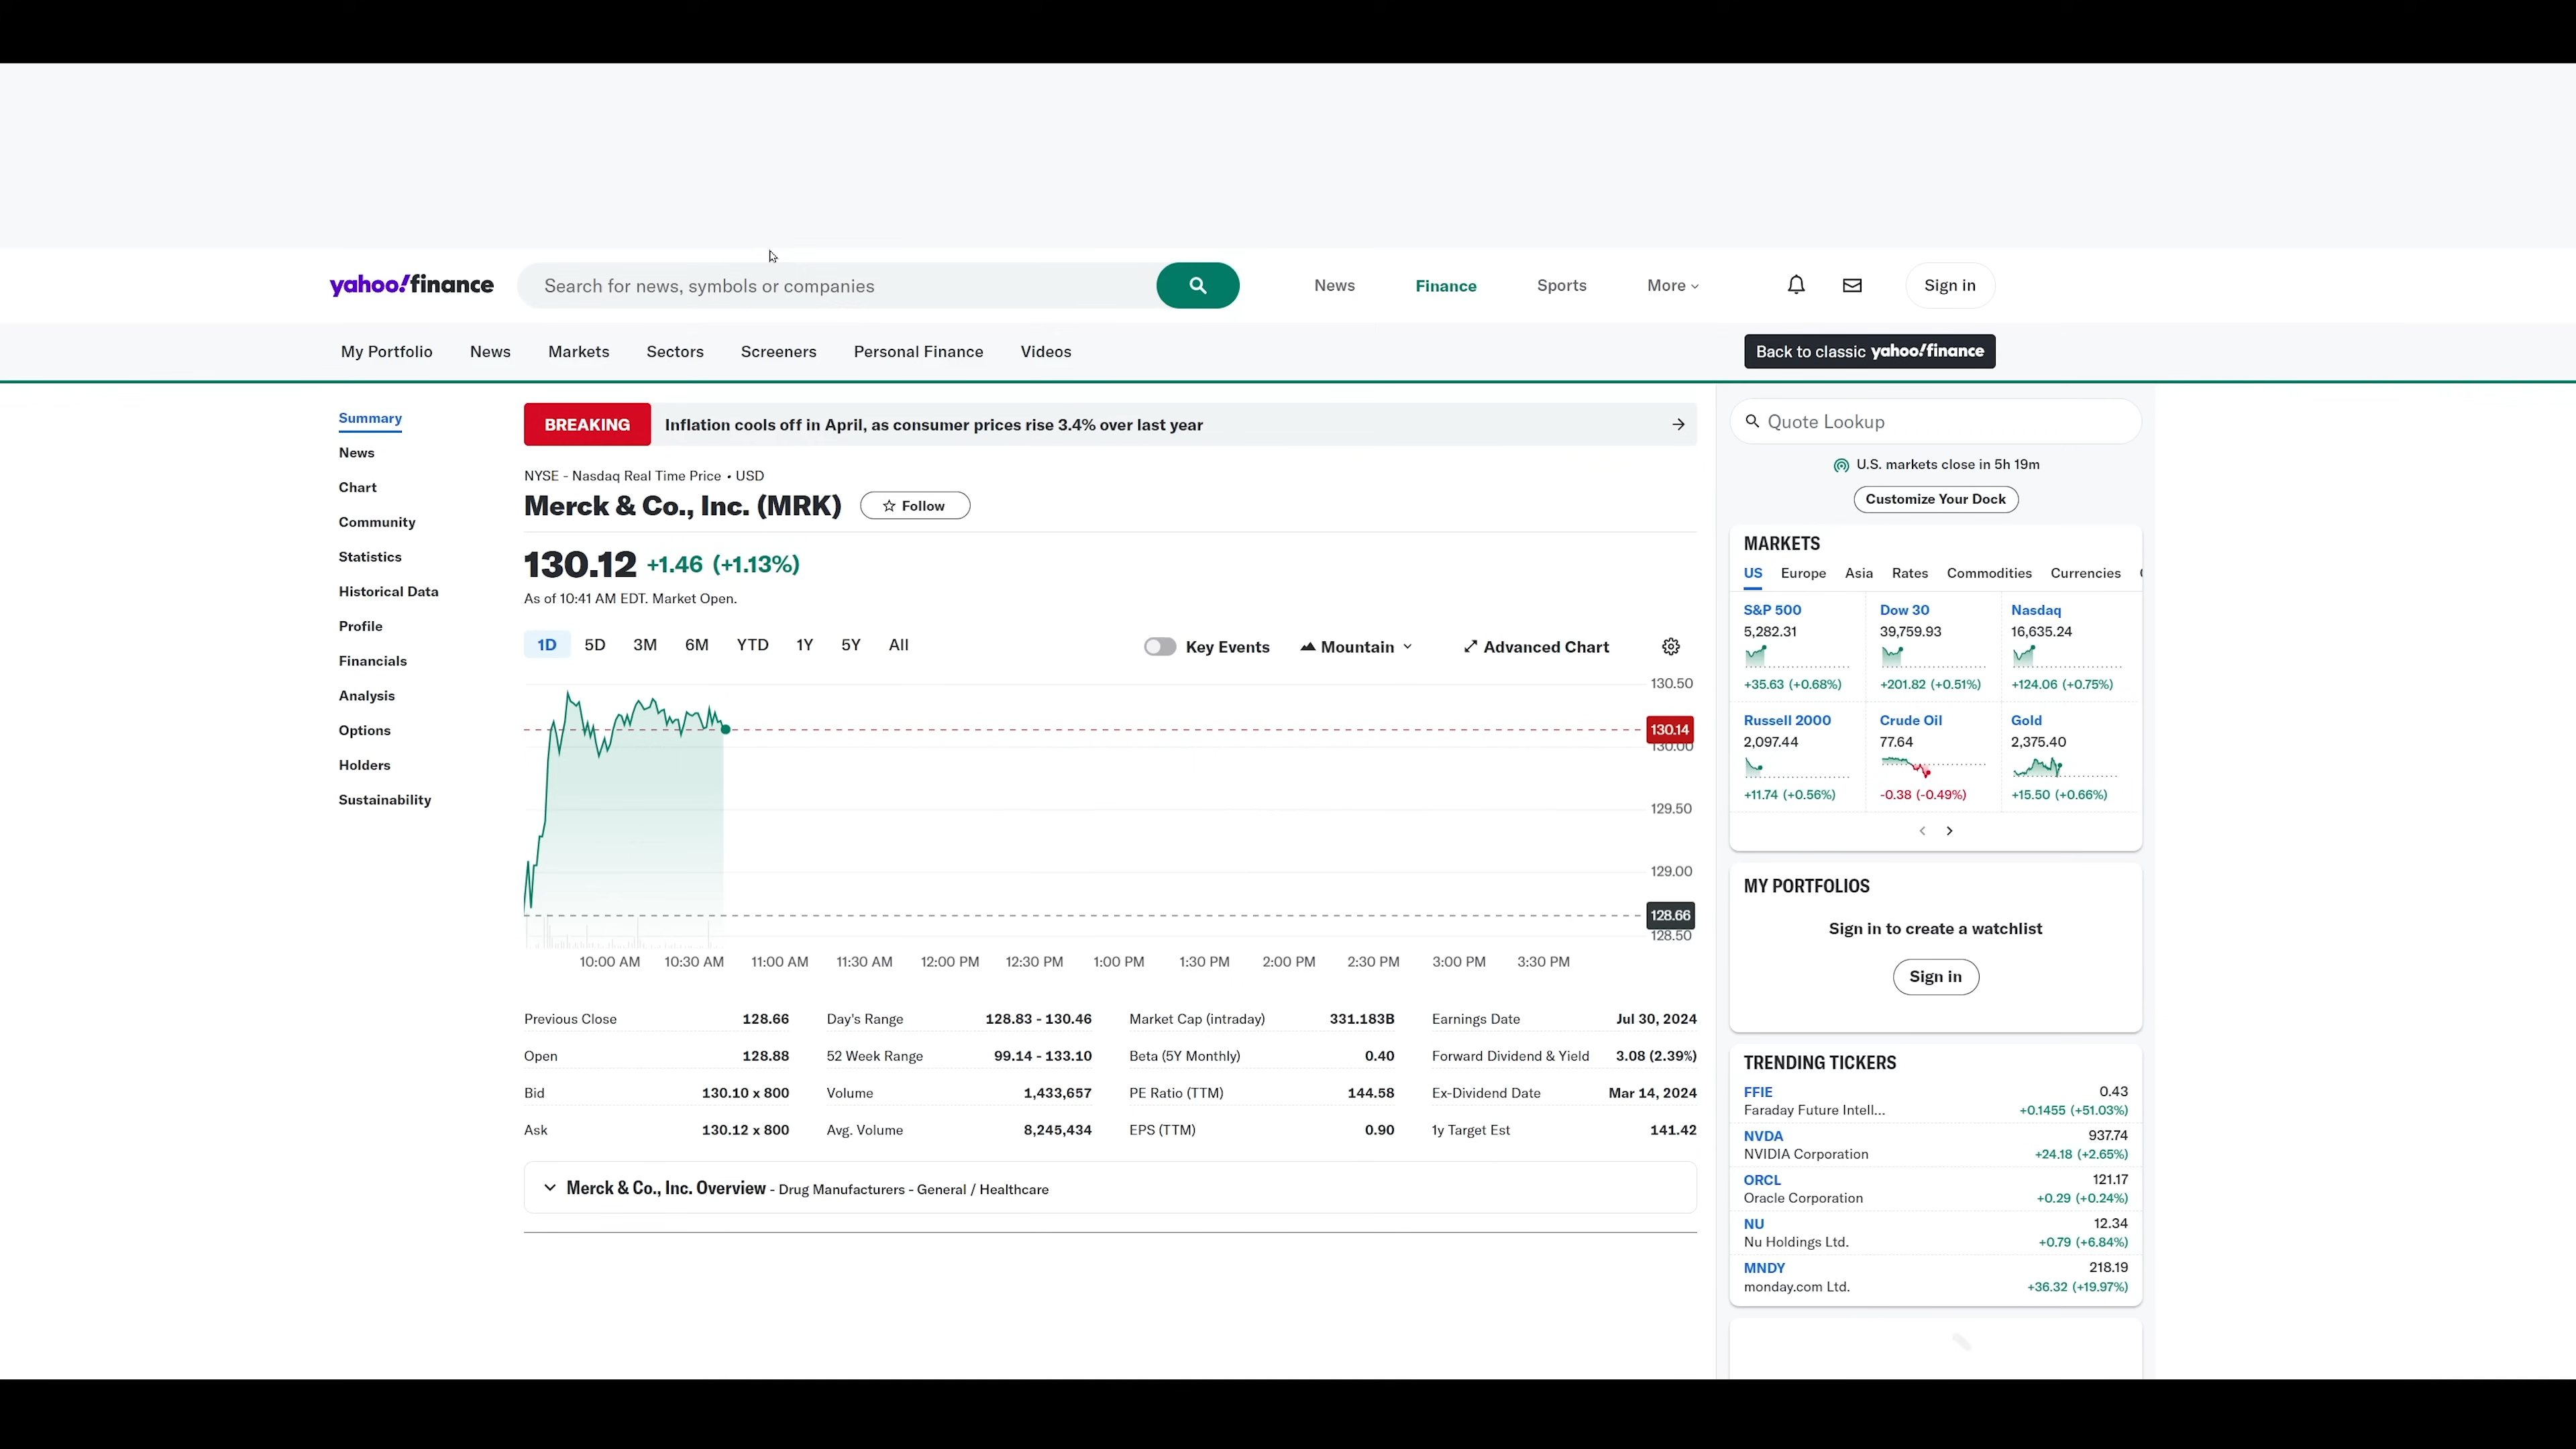 yahoo!finance
Search for news, symbols or companies
News
Finance
Sports
More
Sign in
My Portfolio
News
Markets
Sectors
Screeners
Personal Finance
Videos
Back to classic yahoo!finance
Summary
News
Chart
Community
Statistics
Historical Data
Profile
Financials
Analysis
Options
Holders
Sustainability
BREAKING
Inflation cools off in April, as consumer prices rise 3.4% over last year
NYSE - Nasdaq Real Time Price • USD
Merck & Co., Inc. (MRK)
Follow
130.12 +1.46 (+1.13%)
As of 10:41 AM EDT. Market Open.
1D 5D 3M 6M YTD 1Y 5Y All
Key Events
Mountain
Advanced Chart
130.50
130.14
130.00
129.50
129.00
128.66
128.50
10:00 AM 10:30 AM 11:00 AM 11:30 AM 12:00 PM 12:30 PM 1:00 PM 1:30 PM 2:00 PM 2:30 PM 3:00 PM 3:30 PM
Previous Close 128.66
Open 128.88
Bid 130.10 x 800
Ask 130.12 x 800
Day's Range 128.83 - 130.46
52 Week Range 99.14 - 133.10
Volume 1,433,657
Avg. Volume 8,245,434
Market Cap (intraday) 331.183B
Beta (5Y Monthly) 0.40
PE Ratio (TTM) 144.58
EPS (TTM) 0.90
Earnings Date Jul 30, 2024
Forward Dividend & Yield 3.08 (2.39%)
Ex-Dividend Date Mar 14, 2024
1y Target Est 141.42
Merck & Co., Inc. Overview - Drug Manufacturers - General / Healthcare
Quote Lookup
U.S. markets close in 5h 19m
Customize Your Dock
MARKETS
US Europe Asia Rates Commodities Currencies
S&P 500
5,282.31
+35.63 (+0.68%)
Dow 30
39,759.93
+201.82 (+0.51%)
Nasdaq
16,635.24
+124.06 (+0.75%)
Russell 2000
2,097.44
+11.74 (+0.56%)
Crude Oil
77.64
-0.38 (-0.49%)
Gold
2,375.40
+15.50 (+0.66%)
MY PORTFOLIOS
Sign in to create a watchlist
Sign in
TRENDING TICKERS
FFIE 0.43
Faraday Future Intell... +0.1455 (+51.03%)
NVDA 937.74
NVIDIA Corporation +24.18 (+2.65%)
ORCL 121.17
Oracle Corporation +0.29 (+0.24%)
NU 12.34
Nu Holdings Ltd. +0.79 (+6.84%)
MNDY 218.19
monday.com Ltd. +36.32 (+19.97%)